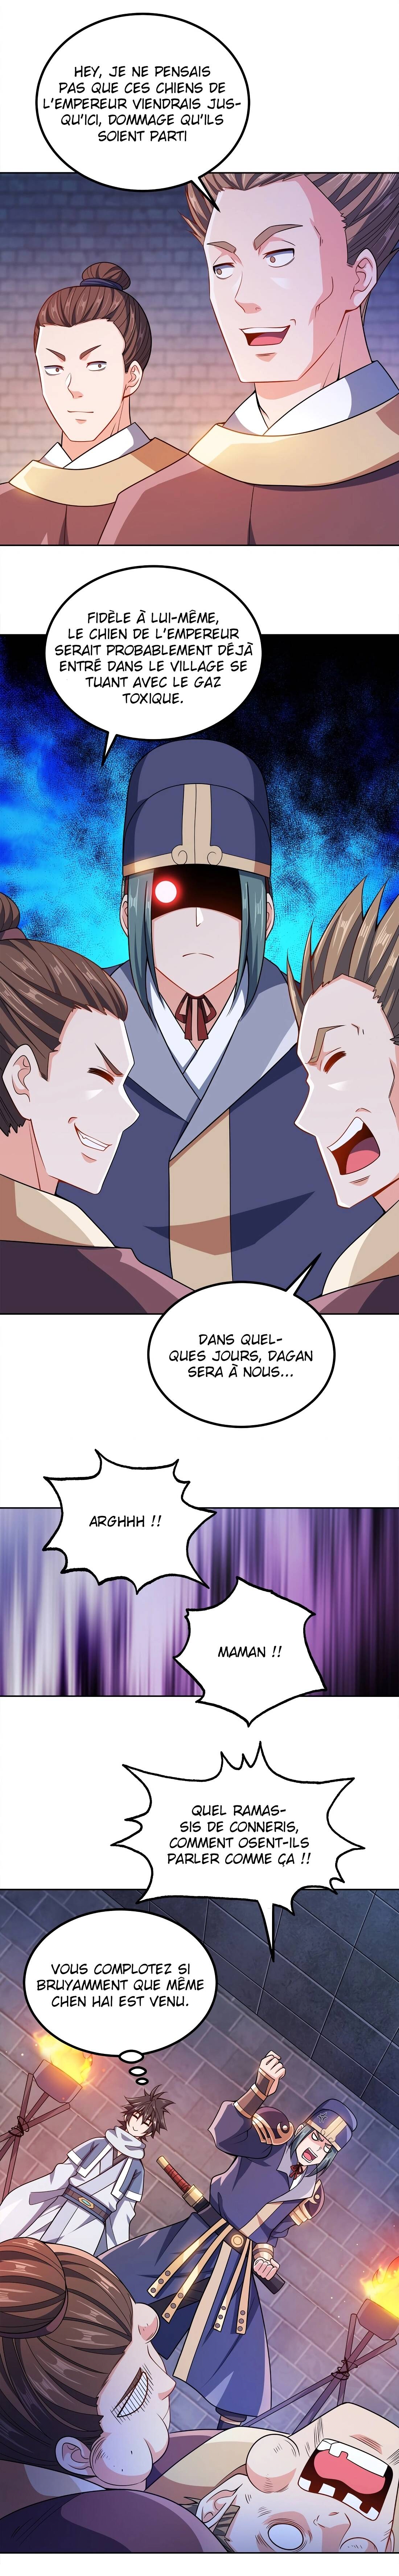 HEY, JE NE PENSAIS
PAS QUE CES CHIENS DE
L'EMPEREUR VIENDRAIS JUS-
QU'ICI, DOMMAGE QU'ILS
SOIENT PARTI
FIDÈLE À LUI-MÊME,
LE CHIEN DE L'EMPEREUR
SERAIT PROBABLEMENT DÉJÀ
ENTRÉ DANS LE VILLAGE SE
TUANT AVEC LE GAZ
TOXIQUE.
DANS QUEL-
QUES JOURS, DAGAN
SERA À NOUS...
ARGHHH !!
MAMAN !!
QUEL RAMAS-
SIS DE CONNERIS,
COMMENT OSENT-ILS
PARLER COMME ÇA !!
VOUS COMPLOTEZ SI
BRUYAMMENT QUE MÊME
CHEN HAI EST VENU.